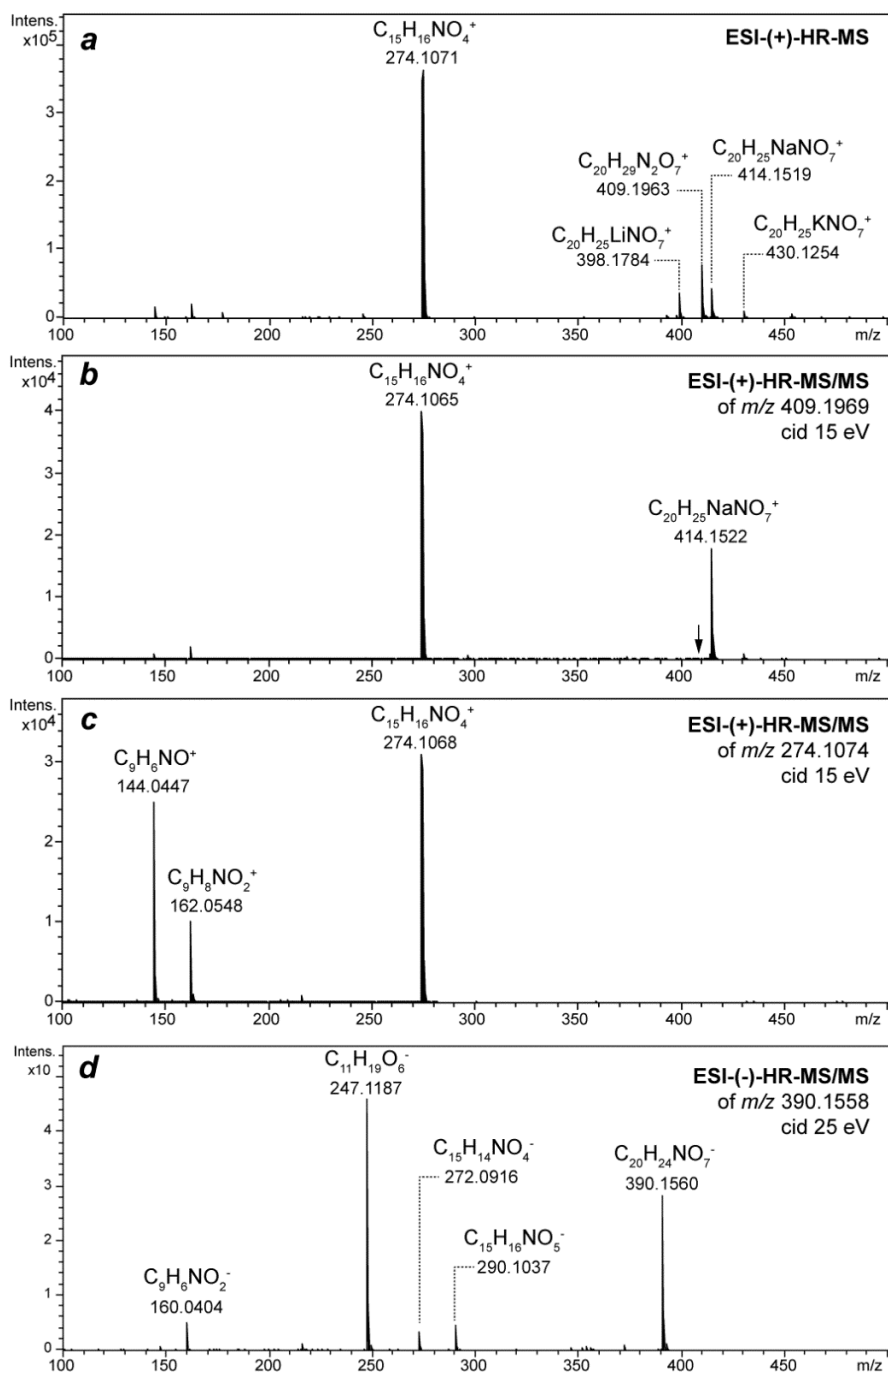 Intens.
x10⁵
a
C₁₅H₁₆NO₄⁺
274.1071
ESI-(+)-HR-MS
C₂₀H₂₉N₂O₇⁺
409.1963
C₂₀H₂₅NaNO₇⁺
414.1519
C₂₀H₂₅LiNO₇⁺
398.1784
C₂₀H₂₅KNO₇⁺
430.1254
3
2
1
0
100 150 200 250 300 350 400 450 m/z
Intens.
x10⁴
b
C₁₅H₁₆NO₄⁺
274.1065
ESI-(+)-HR-MS/MS
of m/z 409.1969
cid 15 eV
C₂₀H₂₅NaNO₇⁺
414.1522
4
3
2
1
0
100 150 200 250 300 350 400 450 m/z
Intens.
x10⁴
c
C₁₅H₁₆NO₄⁺
274.1068
ESI-(+)-HR-MS/MS
of m/z 274.1074
cid 15 eV
C₉H₆NO⁺
144.0447
C₉H₈NO₂⁺
162.0548
3
2
1
0
100 150 200 250 300 350 400 450 m/z
Intens.
x10
d
C₁₁H₁₉O₆⁻
247.1187
ESI-(-)-HR-MS/MS
of m/z 390.1558
cid 25 eV
C₁₅H₁₄NO₄⁻
272.0916
C₂₀H₂₄NO₇⁻
390.1560
C₁₅H₁₆NO₅⁻
290.1037
C₉H₆NO₂⁻
160.0404
4
3
2
1
0
100 150 200 250 300 350 400 450 m/z